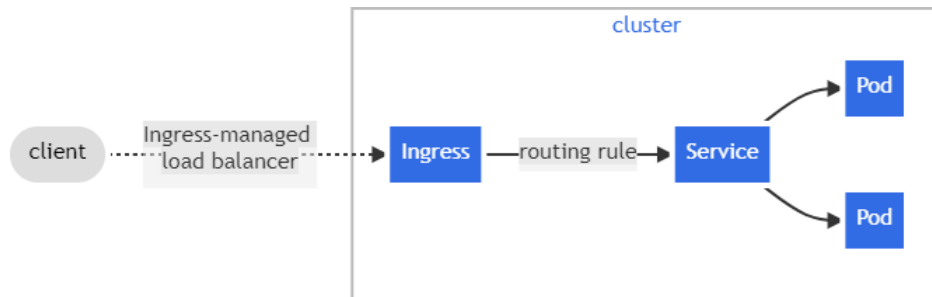 cluster
client
Ingress-managed
load balancer
Ingress
routing rule
Service
Pod
Pod